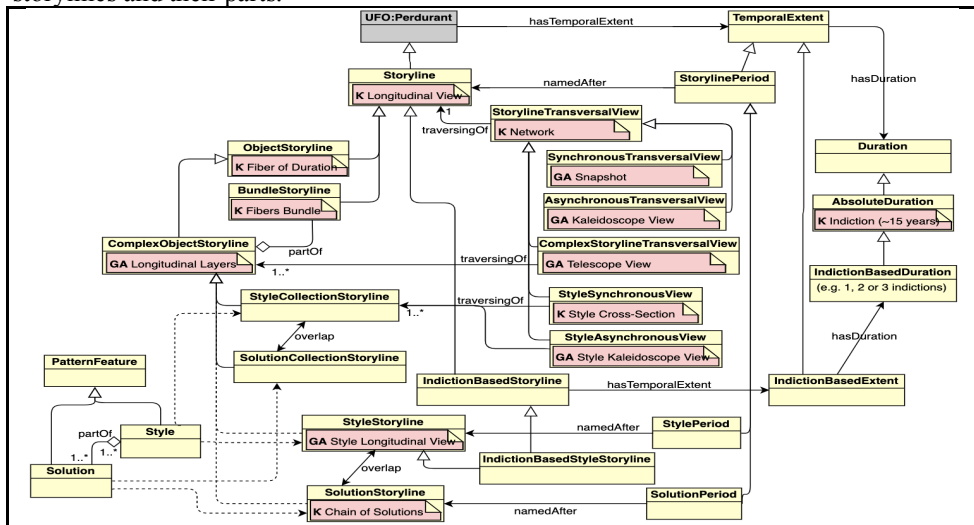 storylines and their parts.
UFO:Perdurant
hasTemporalExtent
TemporalExtent
Storyline
K Longitudinal View
namedAfter
StorylinePeriod
hasDuration
1
traversingOf
StorylineTransversalView
K Network
ObjectStoryline
K Fiber of Duration
SynchronousTransversalView
GA Snapshot
Duration
BundleStoryline
K Fibers Bundle
AsynchronousTransversalView
GA Kaleidoscope View
AbsoluteDuration
K Indiction (~15 years)
partOf
ComplexObjectStoryline
GA Longitudinal Layers
1..*
traversingOf
ComplexStorylineTransversalView
GA Telescope View
IndictionBasedDuration
(e.g. 1, 2 or 3 indictions)
StyleCollectionStoryline
1..*
traversingOf
StyleSynchronousView
K Style Cross-Section
overlap
StyleAsynchronousView
GA Style Kaleidoscope View
hasDuration
SolutionCollectionStoryline
PatternFeature
IndictionBasedStoryline
hasTemporalExtent
IndictionBasedExtent
partOf
1..*
1..*
Style
StyleStoryline
GA Style Longitudinal View
namedAfter
StylePeriod
overlap
IndictionBasedStyleStoryline
Solution
SolutionStoryline
K Chain of Solutions
namedAfter
SolutionPeriod